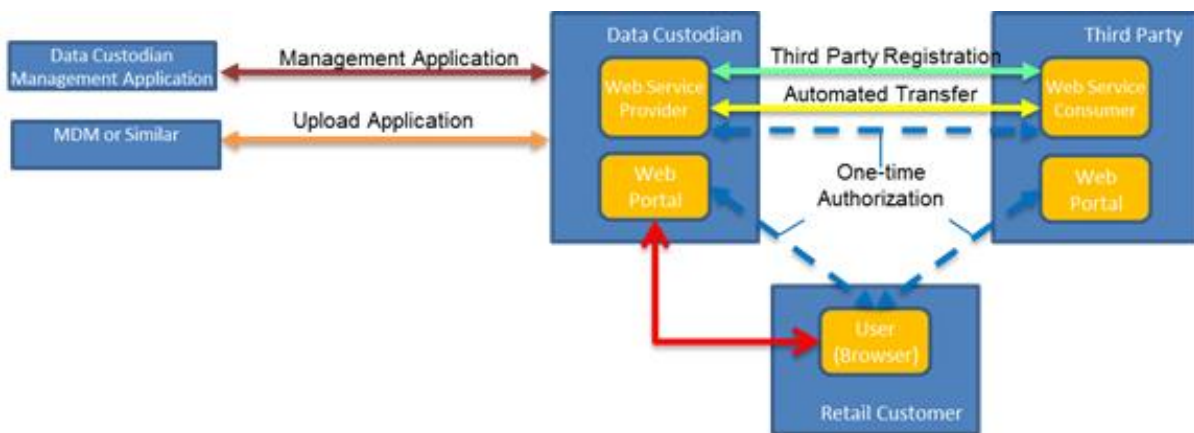 Data Custodian
Management Application
Management Application
MDM or Similar
Upload Application
Data Custodian
Web Service
Provider
Web
Portal
Third Party Registration
Automated Transfer
One-time
Authorization
Third Party
Web Service
Consumer
Web
Portal
User
(Browser)
Retail Customer